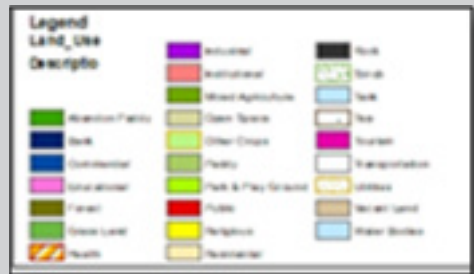 Legend
Land_Use
Descriptio
Abandon Paddy
Bank
Commercial
Educational
Forest
Grass Land
Health
Industrial
Institutional
Mixed Agriculture
Open Space
Other Crops
Paddy
Park & Play Ground
Public
Religious
Residential
Rock
Scrub
Tank
Tea
Tourism
Transportation
Utilities
Vacant Land
Water Bodies